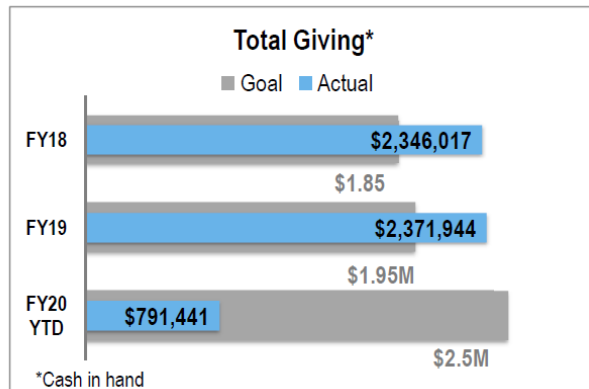 Total Giving*
Goal Actual
FY18
$2,346,017
$1.85
FY19
$2,371,944
$1.95M
FY20
YTD
$791,441
$2.5M
*Cash in hand